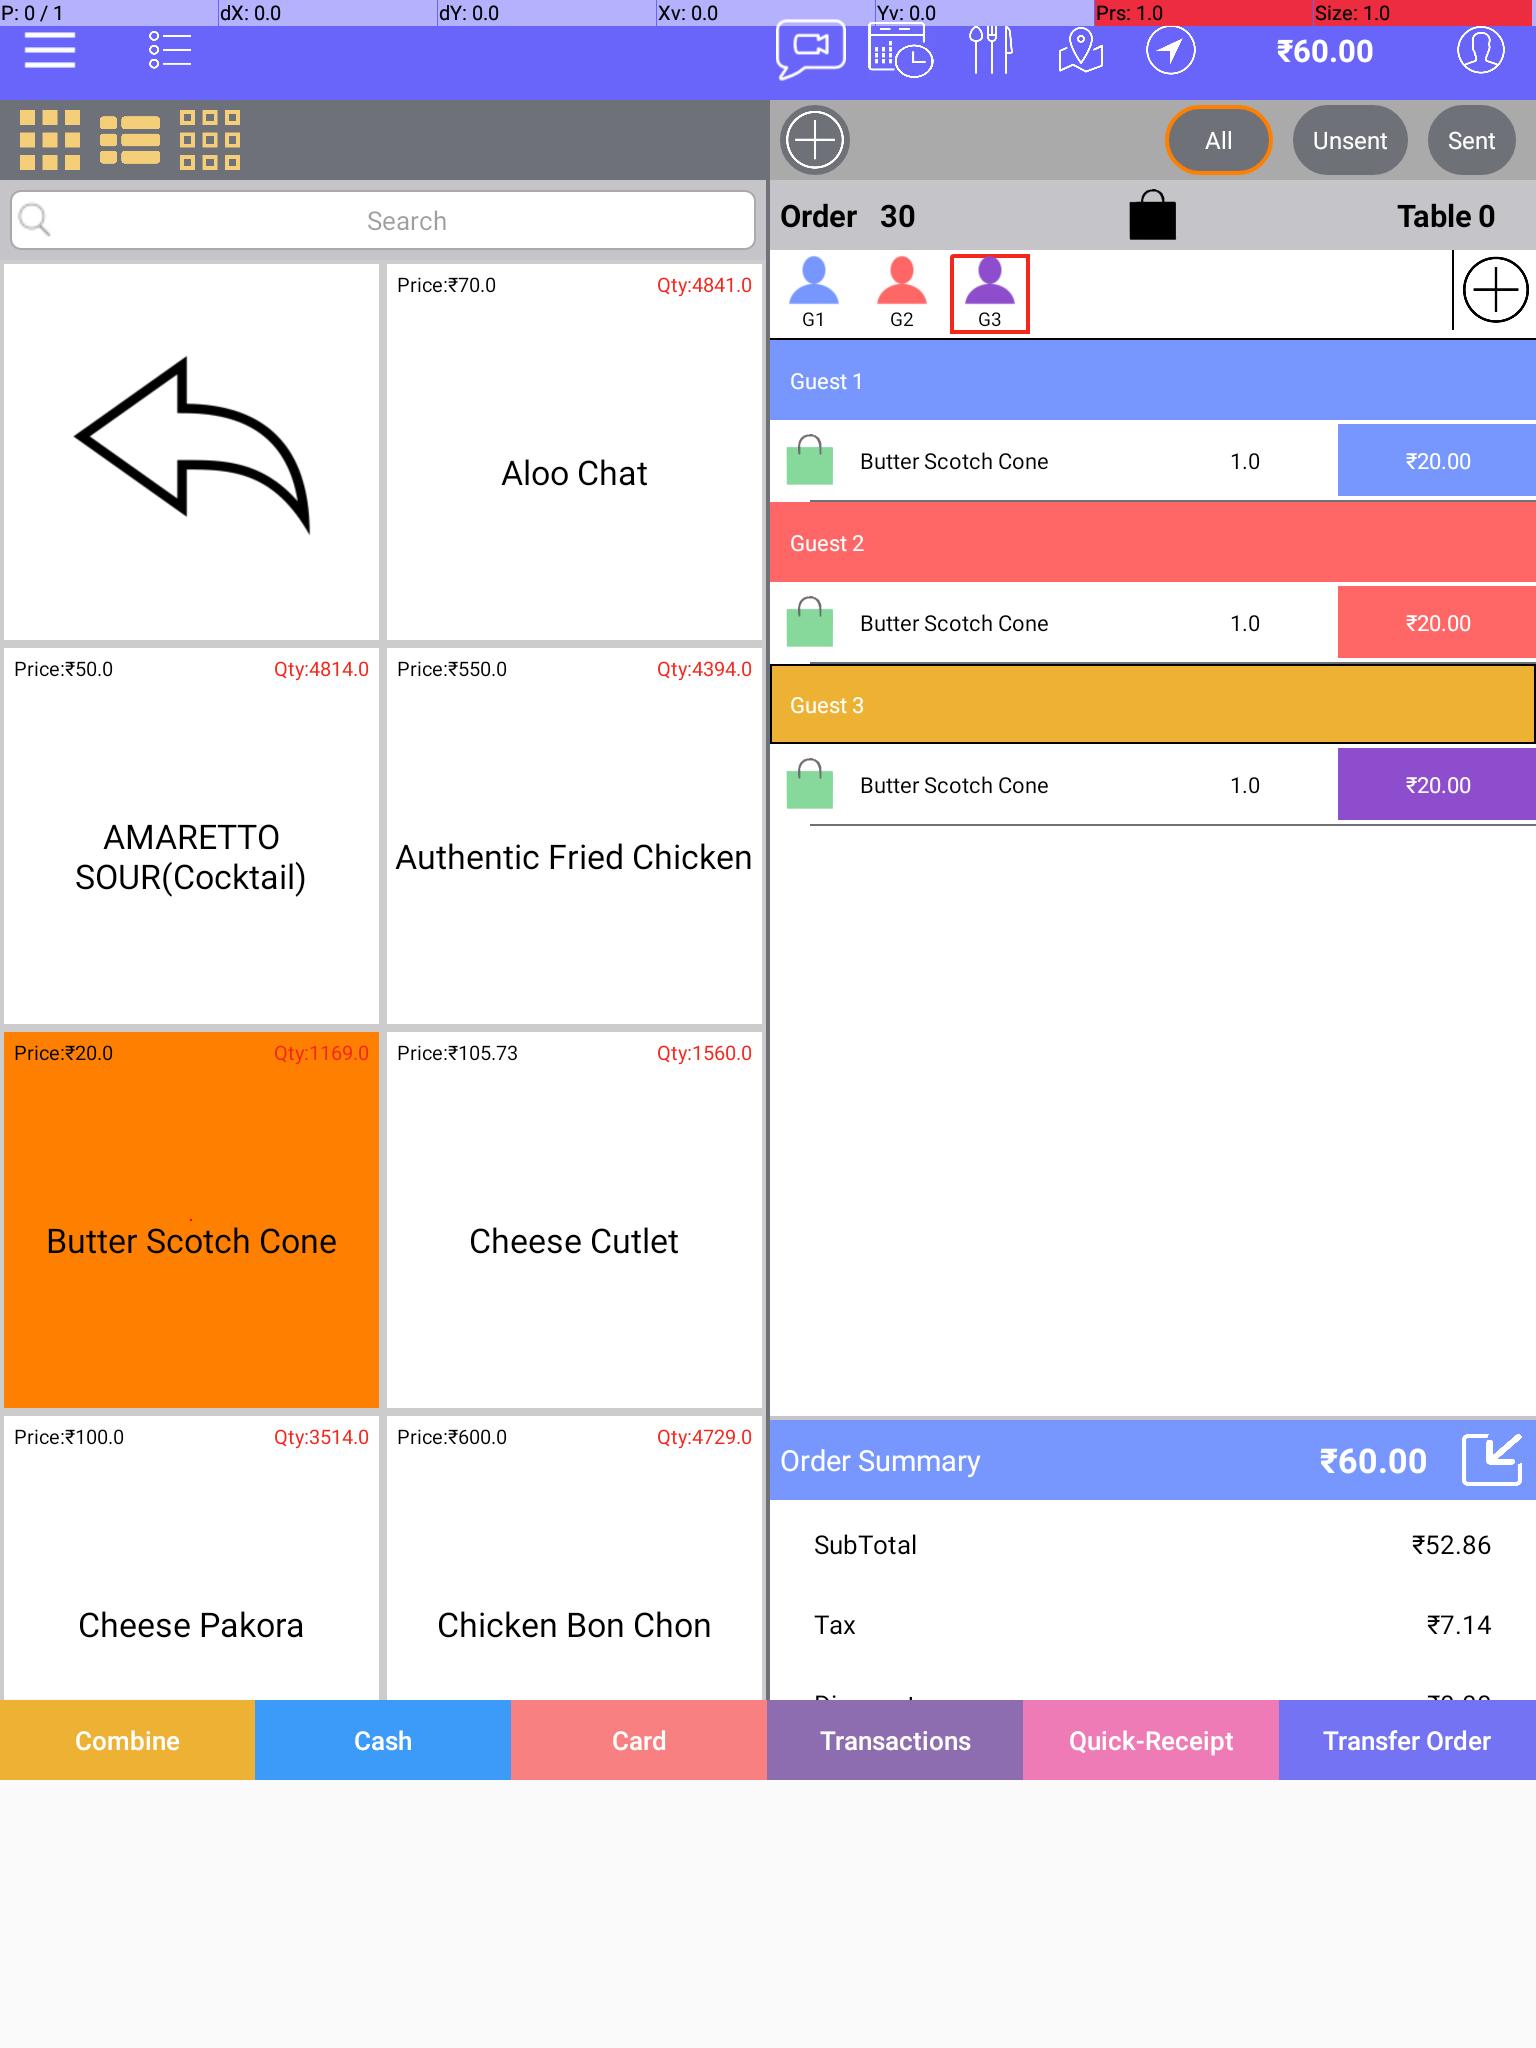 P: 0 / 1 dX: 0.0 dY: 0.0 Xv: 0.0 Yv: 0.0 Prs: 1.0 Size: 1.0
₹60.00
All Unsent Sent
Search
Order 30 Table 0
G1 G2 G3
Price:₹70.0 Qty:4841.0
Aloo Chat
Price:₹50.0 Qty:4814.0
AMARETTO
SOUR(Cocktail)
Price:₹550.0 Qty:4394.0
Authentic Fried Chicken
Price:₹20.0 Qty:1169.0
Butter Scotch Cone
Price:₹105.73 Qty:1560.0
Cheese Cutlet
Price:₹100.0 Qty:3514.0
Cheese Pakora
Price:₹600.0 Qty:4729.0
Chicken Bon Chon
Guest 1
Butter Scotch Cone 1.0 ₹20.00
Guest 2
Butter Scotch Cone 1.0 ₹20.00
Guest 3
Butter Scotch Cone 1.0 ₹20.00
Order Summary ₹60.00
SubTotal ₹52.86
Tax ₹7.14
Combine Cash Card Transactions Quick-Receipt Transfer Order